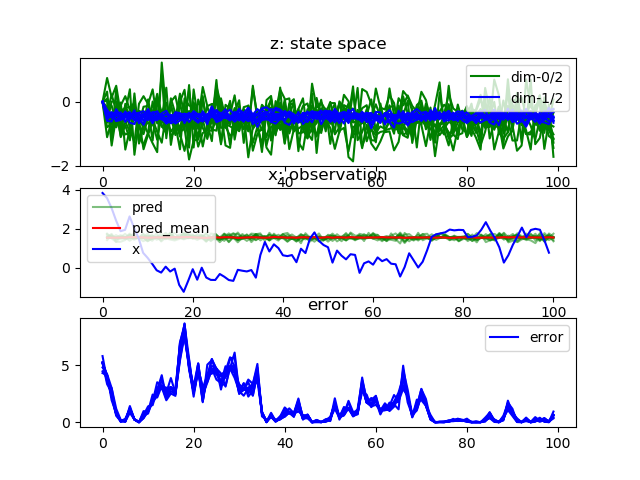 z: state space
0
−2
dim-0/2
dim-1/2
0 20 40 60 80 100
x: observation
4
2
0
pred
pred_mean
x
0 20 40 60 80 100
error
5
0
error
0 20 40 60 80 100